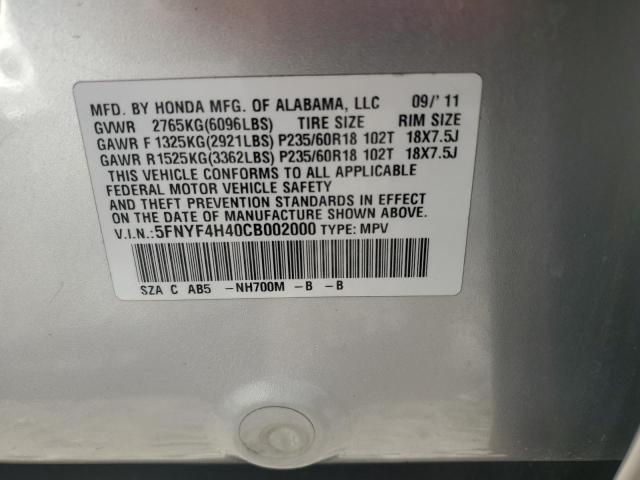 MFD. BY HONDA MFG. OF ALABAMA, LLC 09/'11
GVWR 2765KG(6096LBS) TIRE SIZE RIM SIZE
GAWR F 1325KG(2921LBS) P235/60R18 102T 18X7.5J
GAWR R1525KG(3362LBS) P235/60R18 102T 18X7.5J
THIS VEHICLE CONFORMS TO ALL APPLICABLE
FEDERAL MOTOR VEHICLE SAFETY
AND THEFT PREVENTION STANDARDS IN EFFECT
ON THE DATE OF MANUFACTURE SHOWN ABOVE.
V.I.N.:5FNYF4H40CB002000 TYPE: MPV
SZA C AB5 -NH700M -B -B